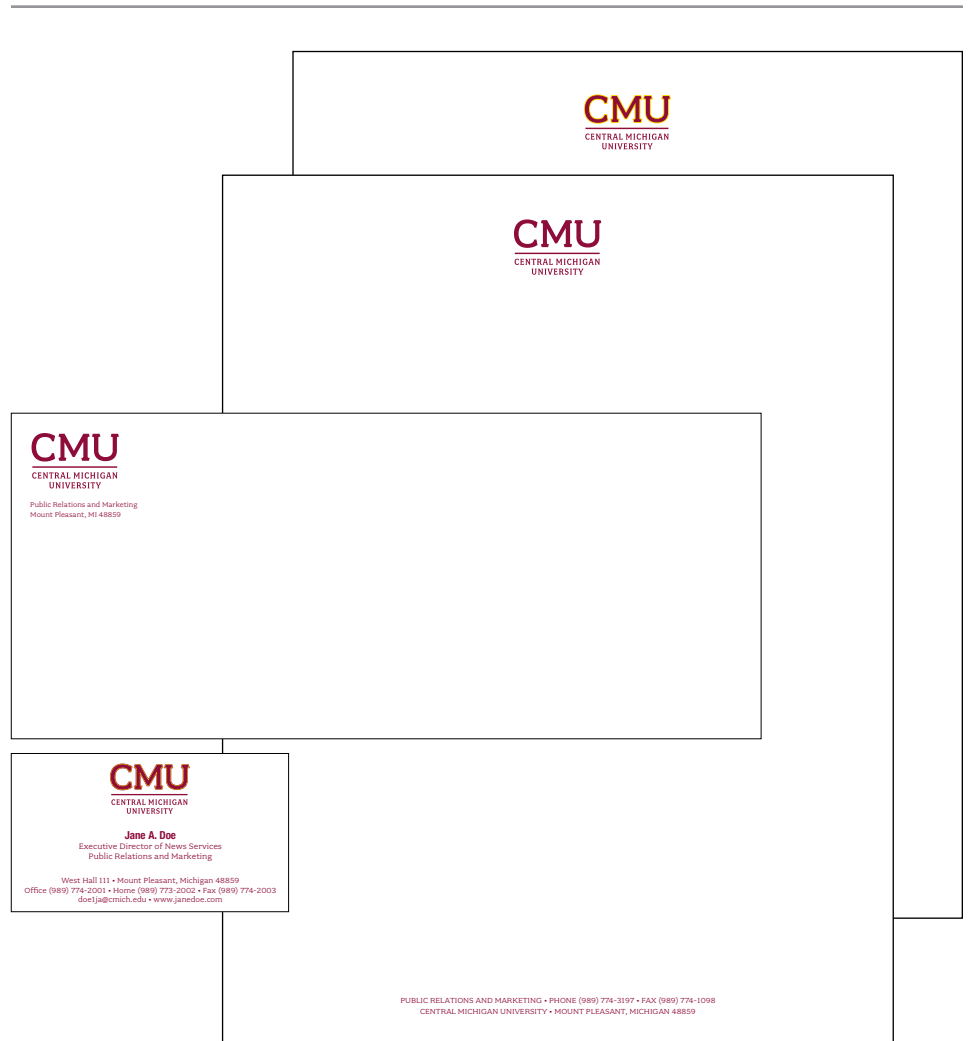 CMU
CENTRAL MICHIGAN
UNIVERSITY
CMU
CENTRAL MICHIGAN
UNIVERSITY
CMU
CENTRAL MICHIGAN
UNIVERSITY
Public Relations and Marketing
Mount Pleasant, MI 48859
CMU
CENTRAL MICHIGAN
UNIVERSITY
Jane A. Doe
Executive Director of News Services
Public Relations and Marketing
West Hall 111 • Mount Pleasant, Michigan 48859
Office (989) 774-2001 • Home (989) 773-2002 • Fax (989) 774-2003
doe1ja@cmich.edu • www.janedoe.com
PUBLIC RELATIONS AND MARKETING • PHONE (989) 774-3197 • FAX (989) 774-1098
CENTRAL MICHIGAN UNIVERSITY • MOUNT PLEASANT, MICHIGAN 48859